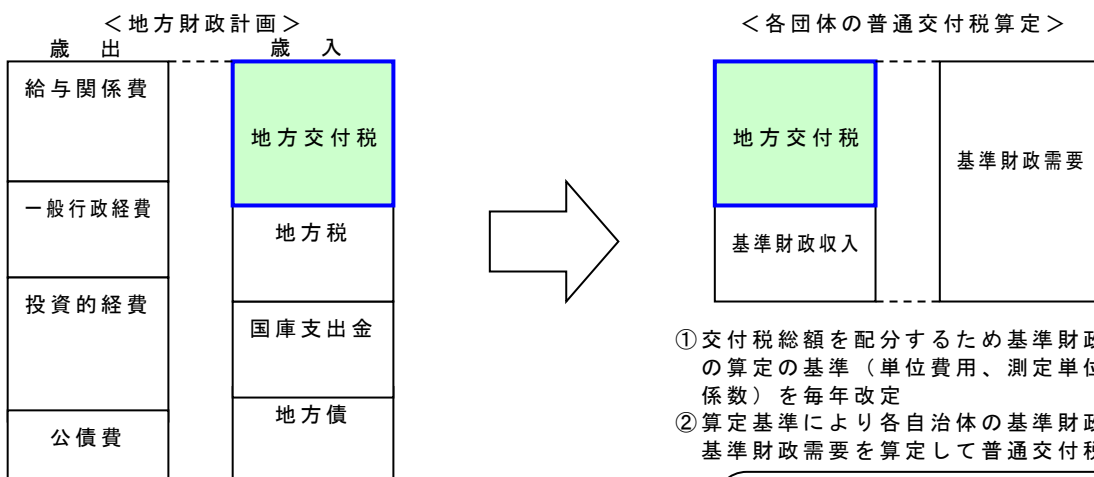 ＜地方財政計画＞
歳　出
歳　入
給与関係費
一般行政経費
投資的経費
公債費
地方交付税
地方税
国庫支出金
地方債
＜各団体の普通交付税算定＞
地方交付税
基準財政収入
基準財政需要
①交付税総額を配分するため基準財政
の算定の基準（単位費用、測定単位
係数）を毎年改定
②算定基準により各自治体の基準財政
基準財政需要を算定して普通交付税